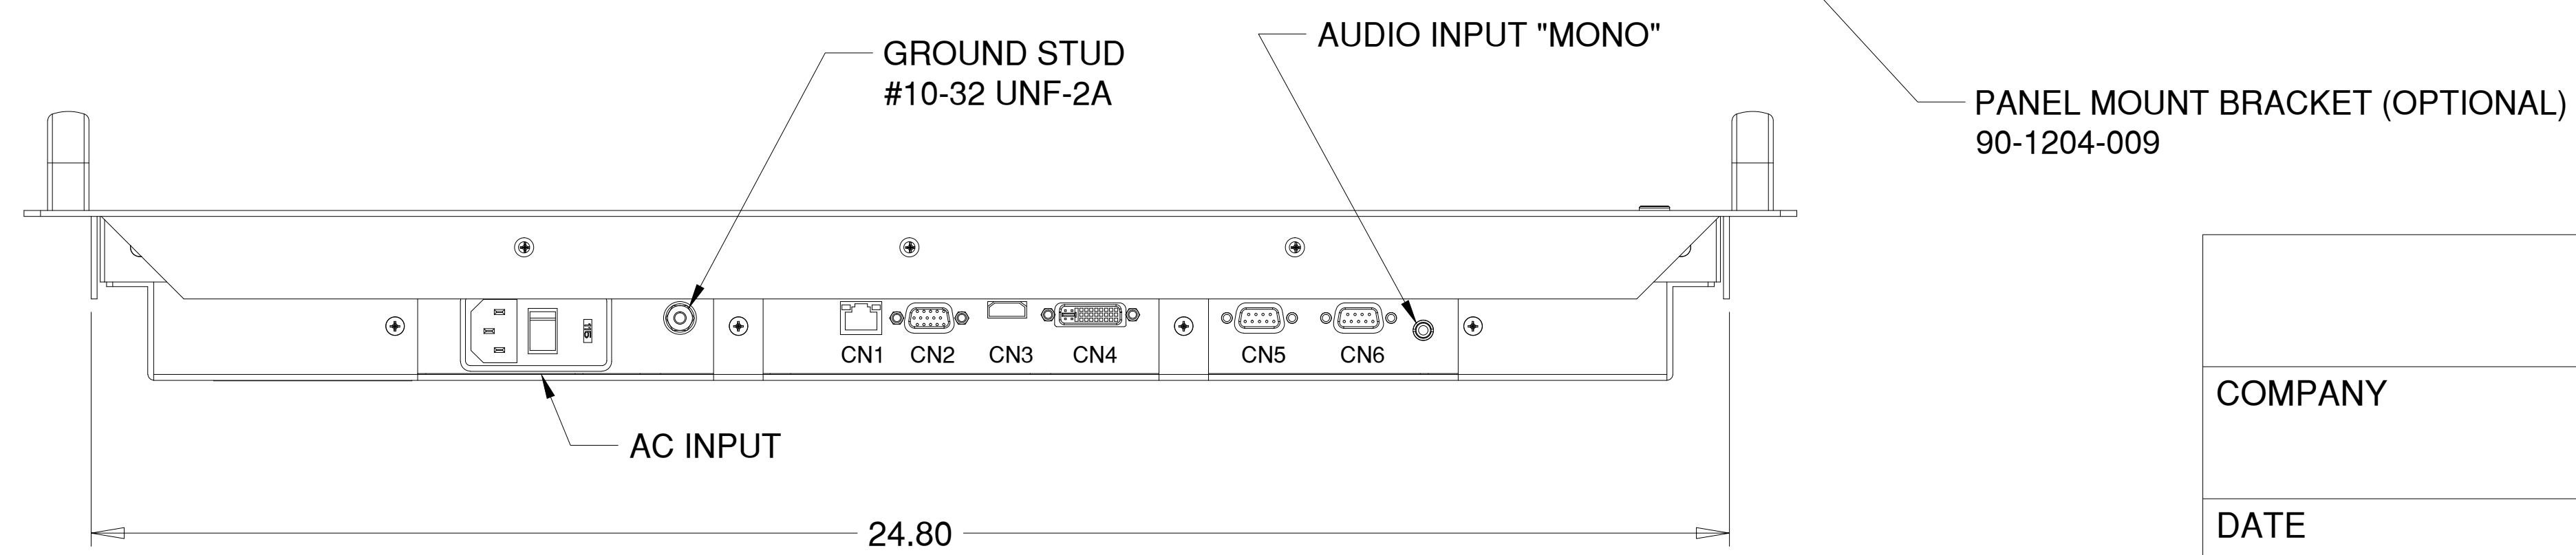 GROUND STUD
#10-32 UNF-2A
AUDIO INPUT "MONO"
PANEL MOUNT BRACKET (OPTIONAL)
90-1204-009
115
CN1 CN2 CN3 CN4 CN5 CN6
AC INPUT
24.80
COMPANY
DATE